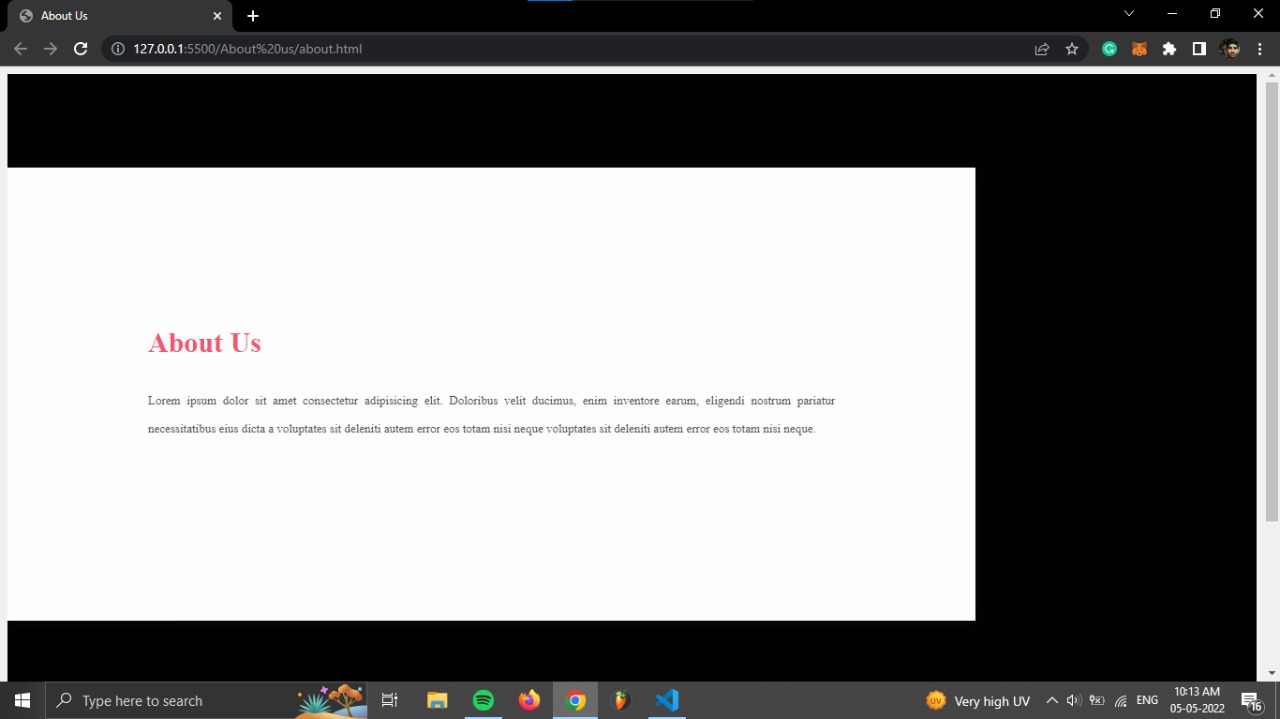 About Us
127.0.0.1:5500/About%20us/about.html
About Us
Lorem ipsum dolor sit amet consectetur adipisicing elit. Doloribus velit ducimus, enim inventore earum, eligendi nostrum pariatur
necessitatibus eius dicta a voluptates sit deleniti autem error eos totam nisi neque voluptates sit deleniti autem error eos totam nisi neque.
Type here to search
UV
Very high UV
ENG
10:13 AM
05-05-2022
16